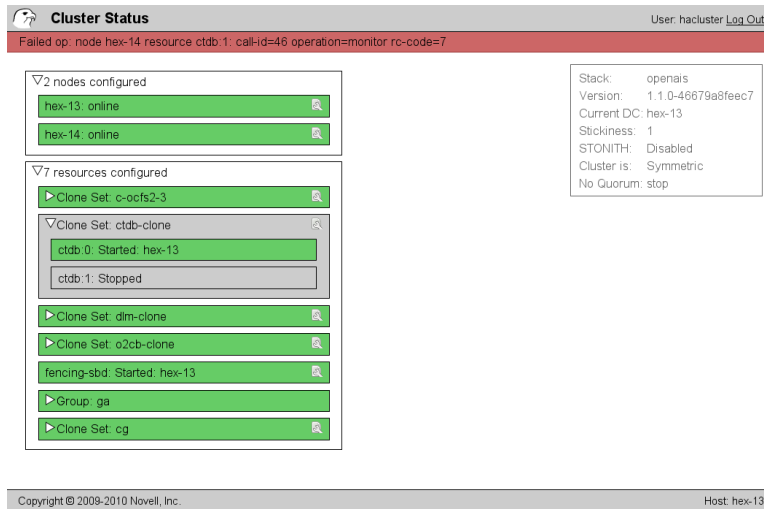 Cluster Status
User: hacluster Log Out
Failed op: node hex-14 resource ctdb:1: call-id=46 operation=monitor rc-code=7
2 nodes configured
hex-13: online
hex-14: online
7 resources configured
Clone Set: c-ocfs2-3
Clone Set: ctdb-clone
ctdb:0: Started: hex-13
ctdb:1: Stopped
Clone Set: dlm-clone
Clone Set: o2cb-clone
fencing-sbd: Started: hex-13
Group: ga
Clone Set: cg
Stack: openais
Version: 1.1.0-46679a8feec7
Current DC: hex-13
Stickiness: 1
STONITH: Disabled
Cluster is: Symmetric
No Quorum: stop
Copyright © 2009-2010 Novell, Inc.
Host: hex-13